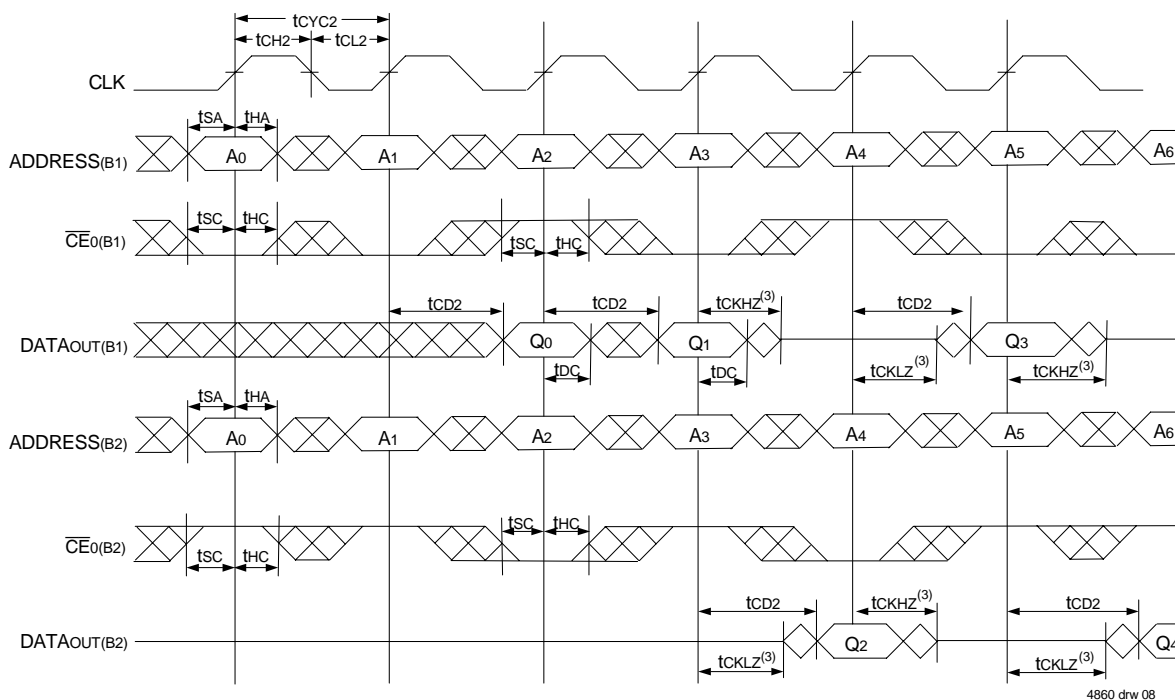 tCYC2
tCH2 tCL2
CLK
tSA tHA
ADDRESS(B1) A0 A1 A2 A3 A4 A5 A6
tSC tHC
CE0(B1) tSC tHC
tCD2 tCD2 tCKHZ(3) tCD2
DATAOUT(B1) Q0 Q1 Q3
tDC tDC tCKLZ(3) tCKHZ(3)
tSA tHA
ADDRESS(B2) A0 A1 A2 A3 A4 A5 A6
tSC tHC
CE0(B2)
tSC tHC
tCD2 tCKHZ(3) tCD2
DATAOUT(B2) Q2 Q4
tCKLZ(3) tCKLZ(3)
4860 drw 08